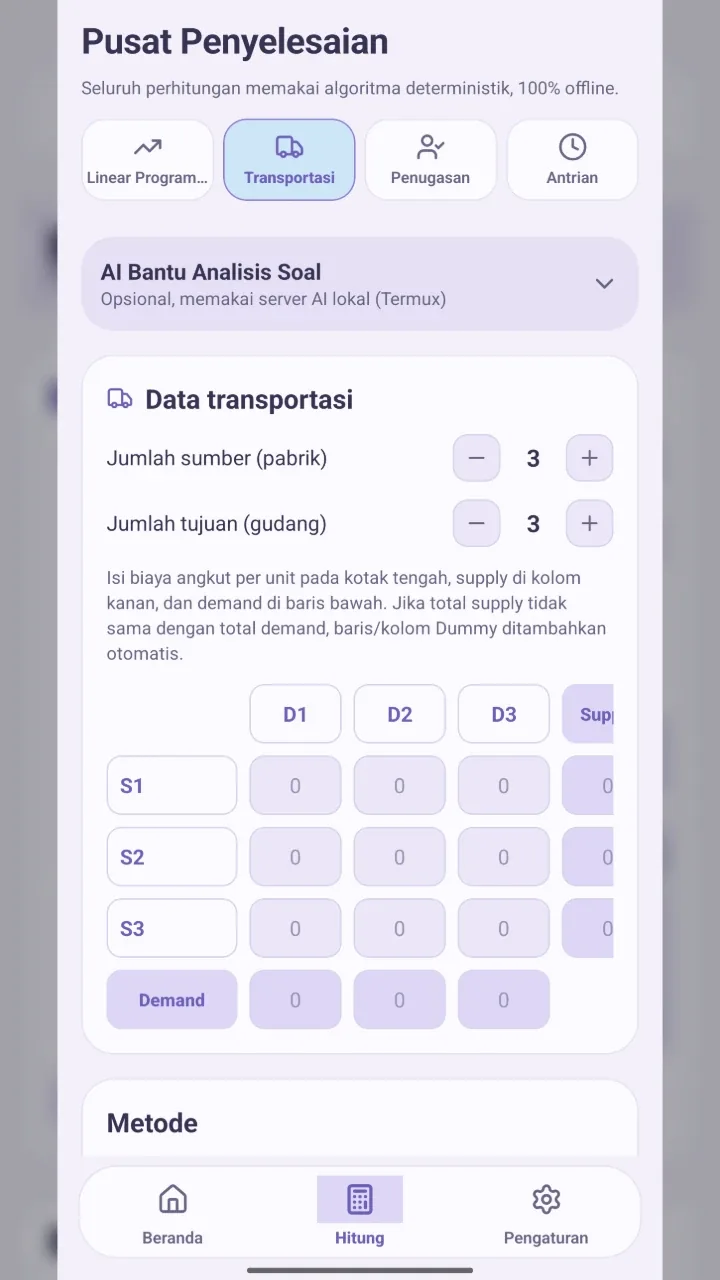 Pusat Penyelesaian
Seluruh perhitungan memakai algoritma deterministik, 100% offline.
Linear Program...
Transportasi
Penugasan
Antrian
AI Bantu Analisis Soal
Opsional, memakai server AI lokal (Termux)
Data transportasi
Jumlah sumber (pabrik)
3
Jumlah tujuan (gudang)
3
Isi biaya angkut per unit pada kotak tengah, supply di kolom
kanan, dan demand di baris bawah. Jika total supply tidak
sama dengan total demand, baris/kolom Dummy ditambahkan
otomatis.
D1 D2 D3 Supp
S1 0 0 0 0
S2 0 0 0 0
S3 0 0 0 0
Demand 0 0 0
Metode
Beranda
Hitung
Pengaturan